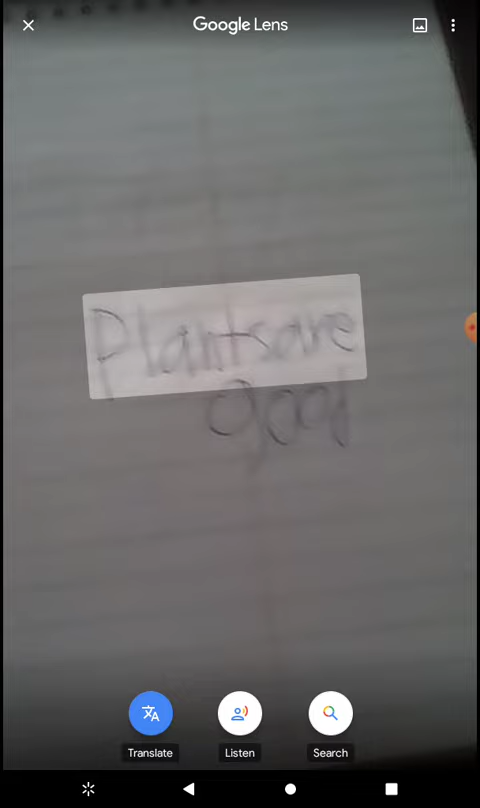 Google Lens
Plantsare
good
Translate
Listen
Search